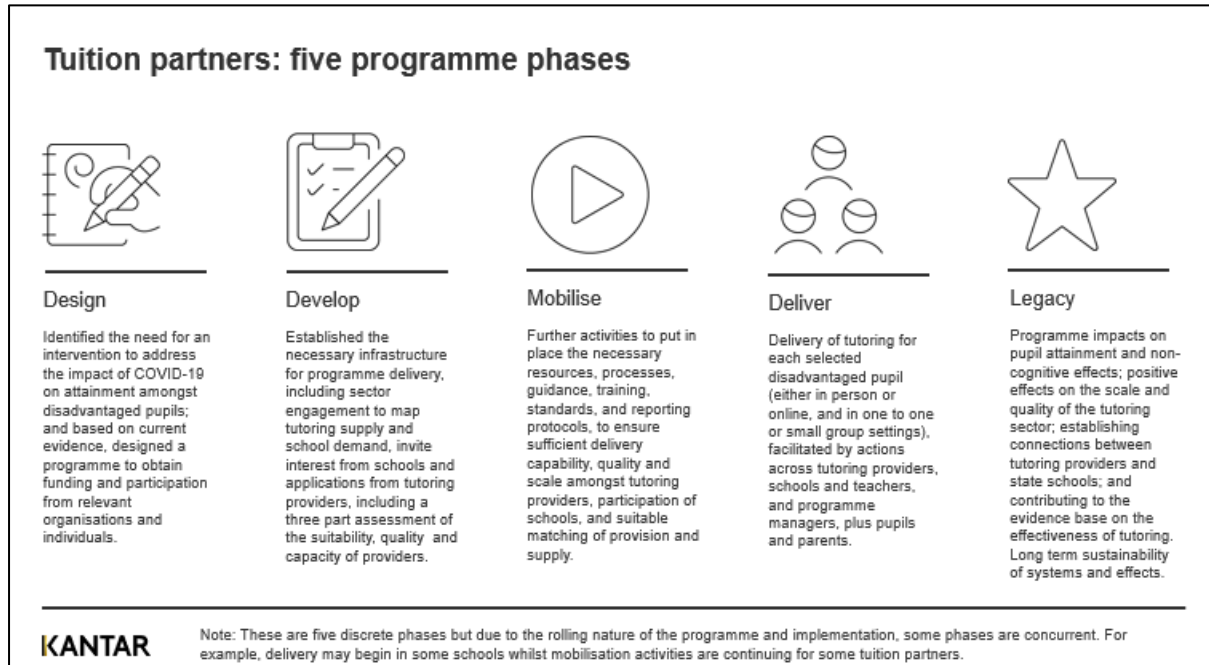 Tuition partners: five programme phases
Design
Identified the need for an
intervention to address
the impact of COVID-19
on attainment amongst
disadvantaged pupils;
and based on current
evidence, designed a
programme to obtain
funding and participation
from relevant
organisations and
individuals.
Develop
Established the
necessary infrastructure
for programme delivery,
including sector
engagement to map
tutoring supply and
school demand, invite
interest from schools and
applications from tutoring
providers, including a
three part assessment of
the suitability, quality and
capacity of providers.
Mobilise
Further activities to put in
place the necessary
resources, processes,
guidance, training,
standards, and reporting
protocols, to ensure
sufficient delivery
capability, quality and
scale amongst tutoring
providers, participation of
schools, and suitable
matching of provision and
supply.
Deliver
Delivery of tutoring for
each selected
disadvantaged pupil
(either in person or
online, and in one to one
or small group settings),
facilitated by actions
across tutoring providers,
schools and teachers,
and programme
managers, plus pupils
and parents.
Legacy
Programme impacts on
pupil attainment and non-
cognitive effects; positive
effects on the scale and
quality of the tutoring
sector; establishing
connections between
tutoring providers and
state schools; and
contributing to the
evidence base on the
effectiveness of tutoring.
Long term sustainability
of systems and effects.
KANTAR
Note: These are five discrete phases but due to the rolling nature of the programme and implementation, some phases are concurrent. For
example, delivery may begin in some schools whilst mobilisation activities are continuing for some tuition partners.